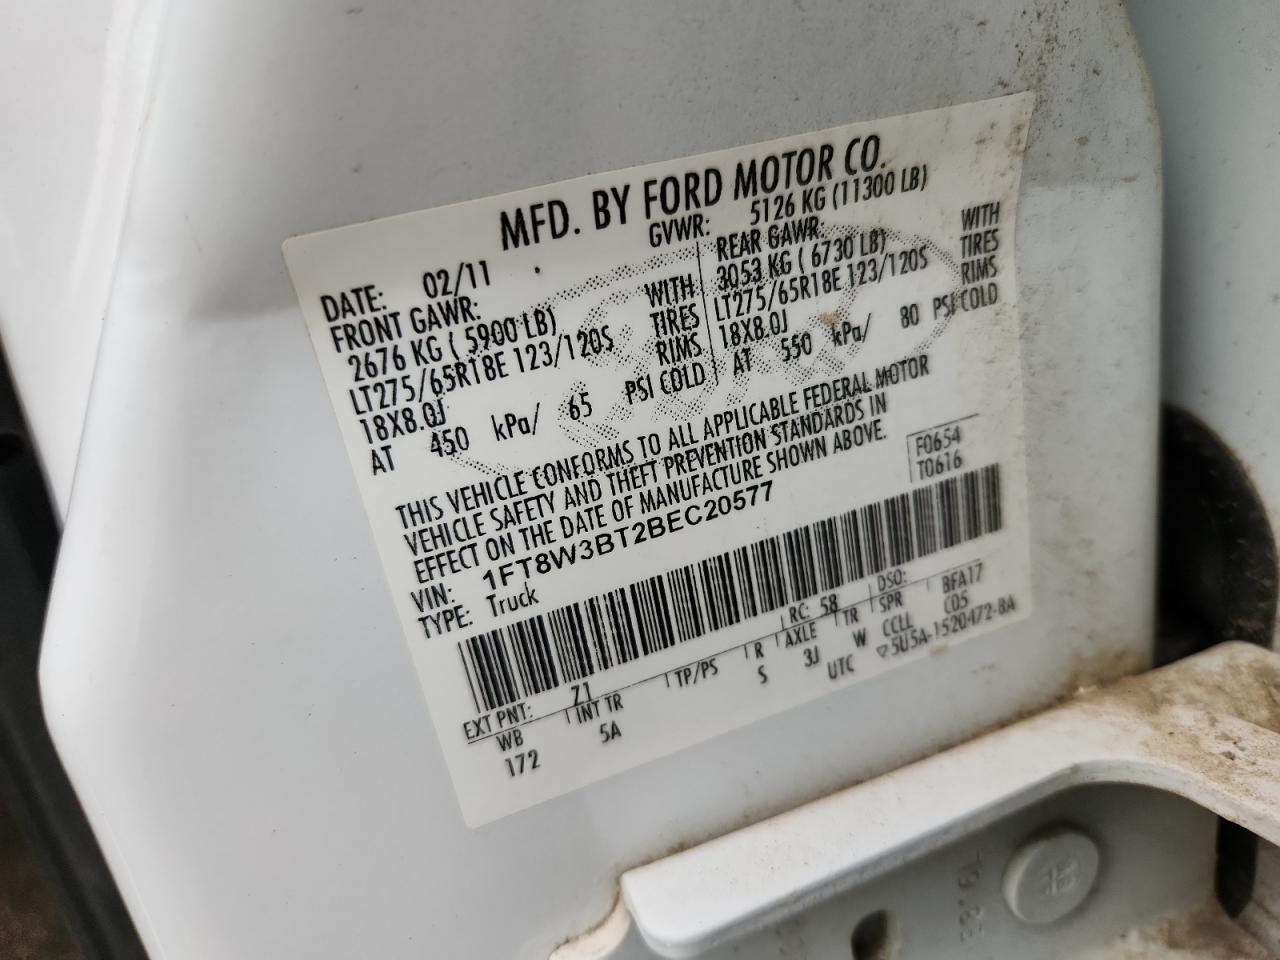 MFD. BY FORD MOTOR CO.
DATE: 02/11 GVWR: 5126 KG (11300 LB)
FRONT GAWR:
2676 KG ( 5900 LB) WITH
LT275/65R18E 123/120S TIRES
18X8.0J RIMS
AT 450 kPa/ 65 PSI COLD
REAR GAWR: WITH
3053 KG ( 6730 LB) TIRES
LT275/65R18E 123/120S RIMS
18X8.0J
AT 550 kPa/ 80 PSI COLD
THIS VEHICLE CONFORMS TO ALL APPLICABLE FEDERAL MOTOR
VEHICLE SAFETY AND THEFT PREVENTION STANDARDS IN
EFFECT ON THE DATE OF MANUFACTURE SHOWN ABOVE.
F0654
T0616
VIN: 1FT8W3BT2BEC20577
TYPE: Truck
EXT PNT: Z1 RC: 58 DSO:
WB INT TR TP/PS R AXLE TR SPR BFA17
172 5A S 3J W CCLL C05
UTC ▽5U5A-1520472-BA